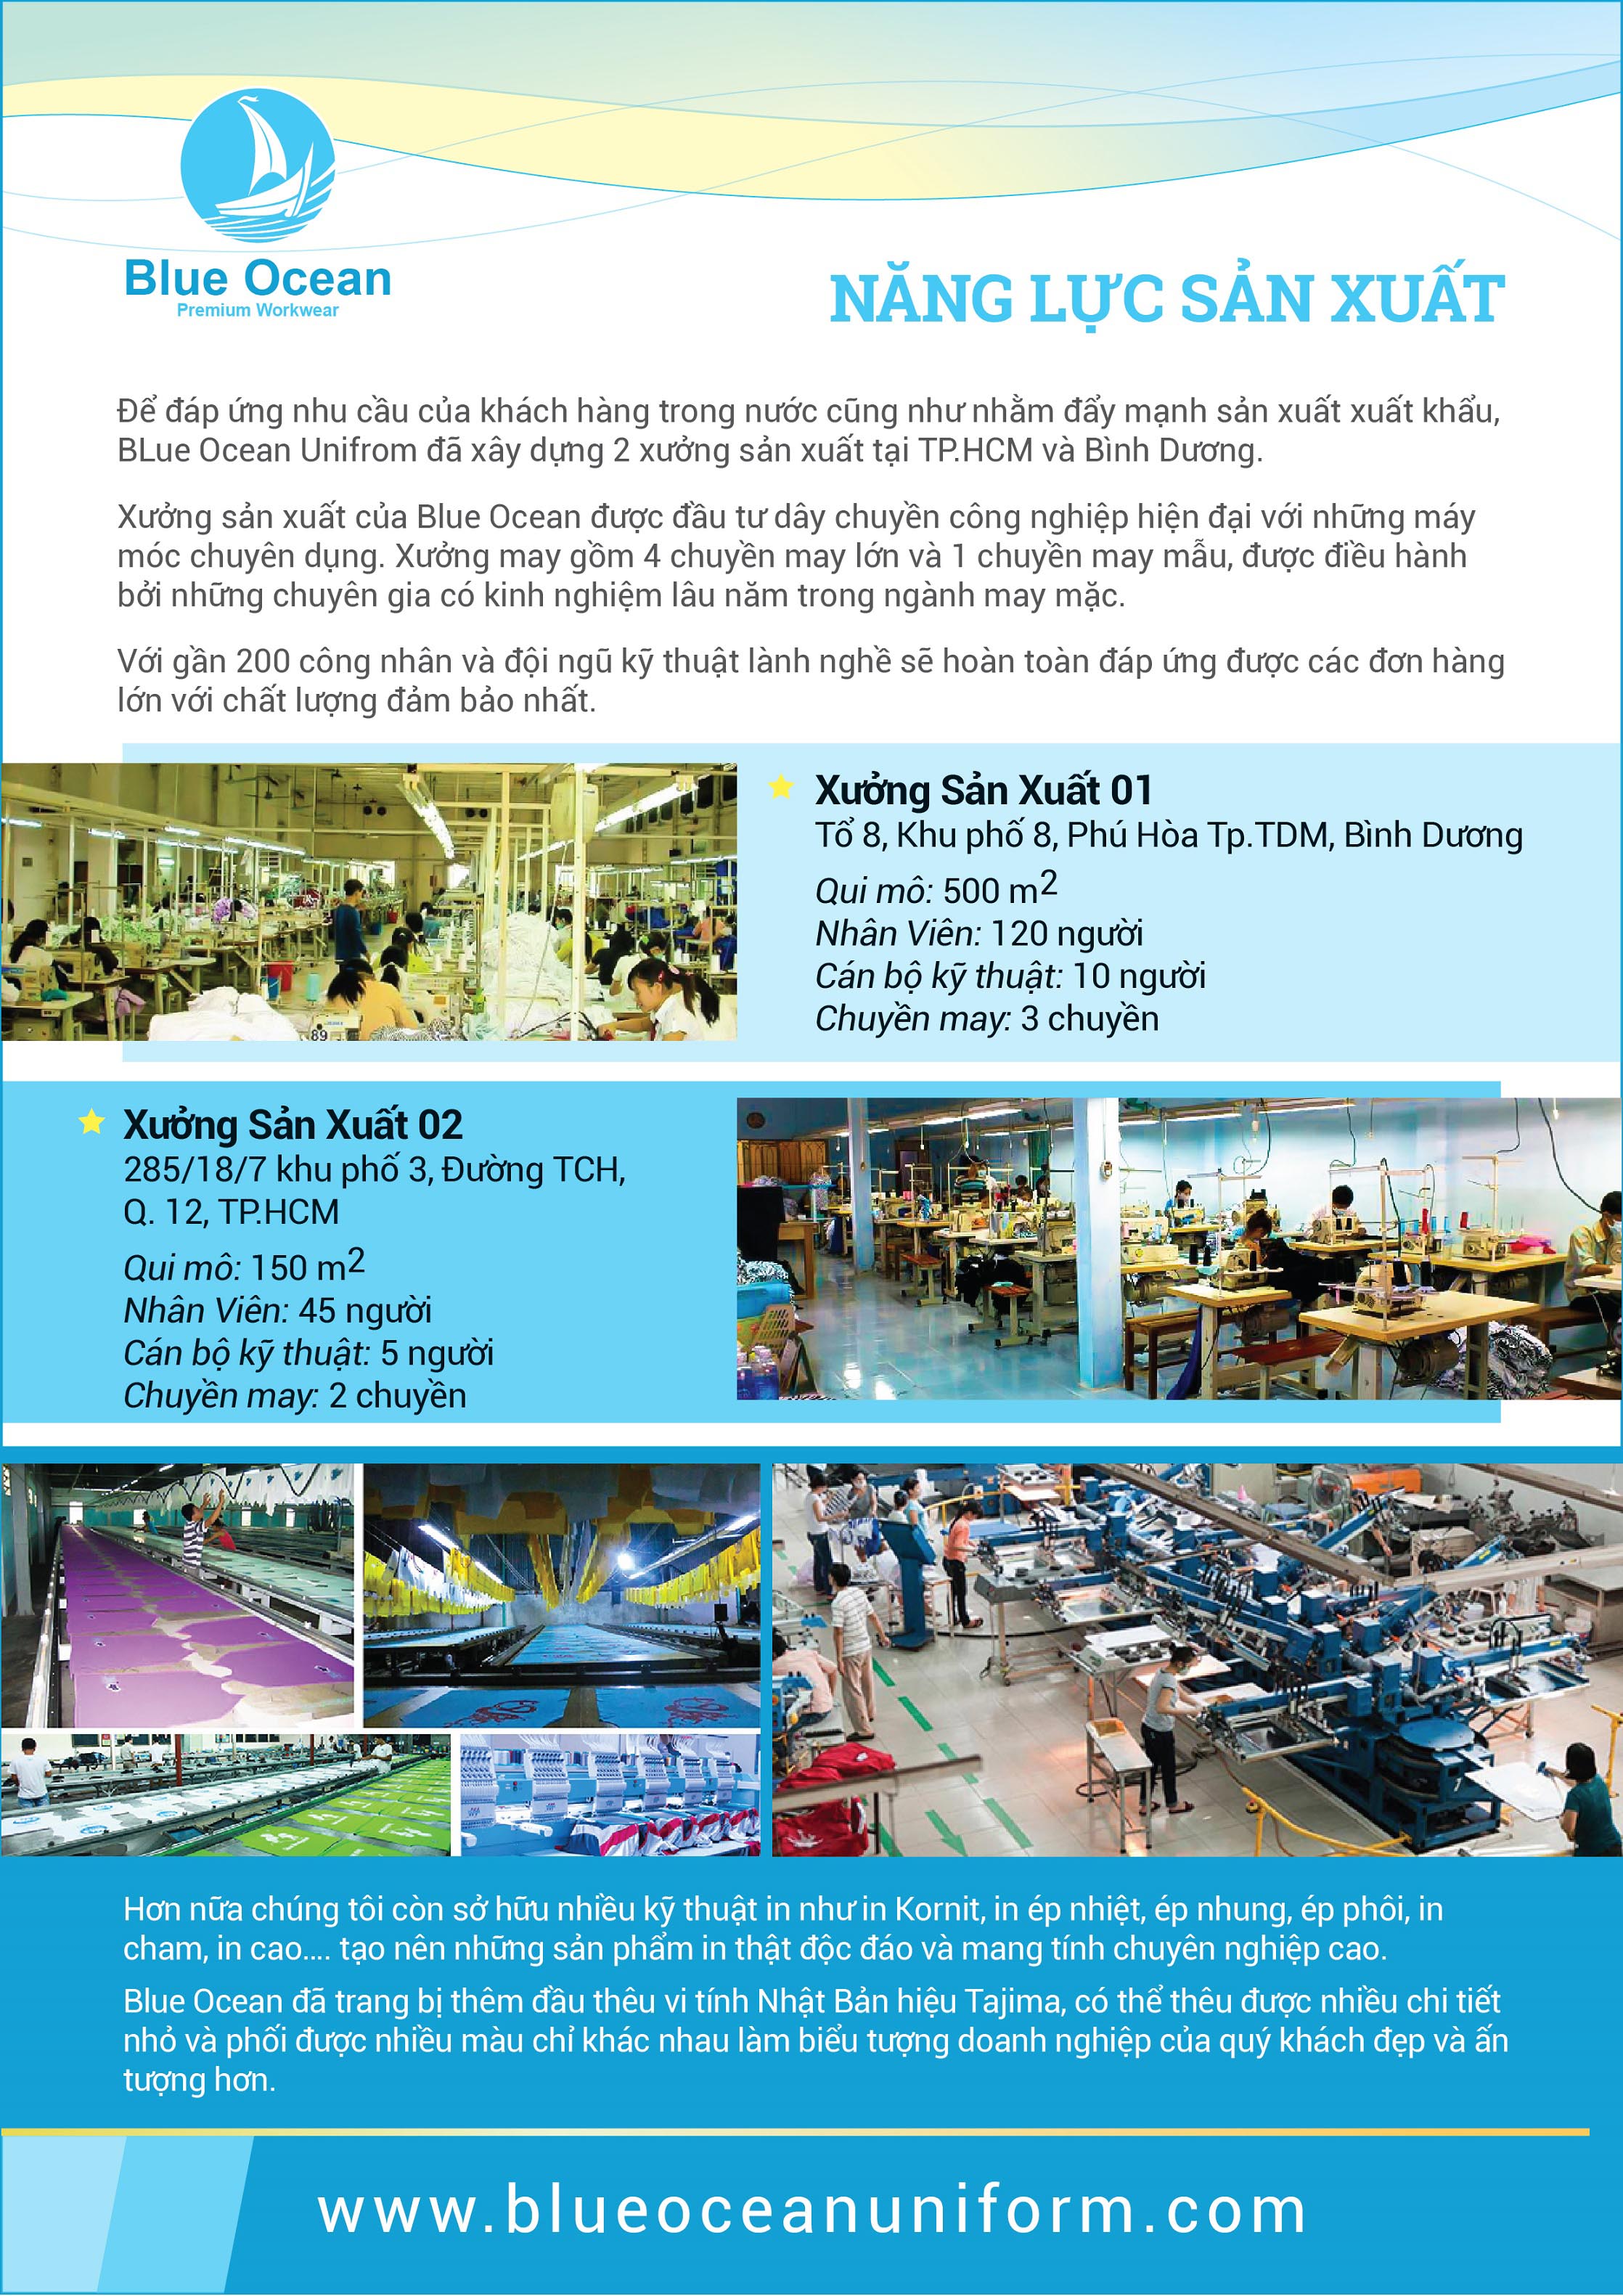 Blue Ocean
Premium Workwear
NĂNG LỰC SẢN XUẤT
Để đáp ứng nhu cầu của khách hàng trong nước cũng như nhằm đẩy mạnh sản xuất xuất khẩu,
BLue Ocean Unifrom đã xây dựng 2 xưởng sản xuất tại TP.HCM và Bình Dương.
Xưởng sản xuất của Blue Ocean được đầu tư dây chuyền công nghiệp hiện đại với những máy
móc chuyên dụng. Xưởng may gồm 4 chuyền may lớn và 1 chuyền may mẫu, được điều hành
bởi những chuyên gia có kinh nghiệm lâu năm trong ngành may mặc.
Với gần 200 công nhân và đội ngũ kỹ thuật lành nghề sẽ hoàn toàn đáp ứng được các đơn hàng
lớn với chất lượng đảm bảo nhất.
Xưởng Sản Xuất 01
Tổ 8, Khu phố 8, Phú Hòa Tp.TDM, Bình Dương
Qui mô: 500 m2
Nhân Viên: 120 người
Cán bộ kỹ thuật: 10 người
Chuyền may: 3 chuyền
89
Xưởng Sản Xuất 02
285/18/7 khu phố 3, Đường TCH,
Q. 12, TP.HCM
Qui mô: 150 m2
Nhân Viên: 45 người
Cán bộ kỹ thuật: 5 người
Chuyền may: 2 chuyền
Hơn nữa chúng tôi còn sở hữu nhiều kỹ thuật in như in Kornit, in ép nhiệt, ép nhung, ép phôi, in
cham, in cao.... tạo nên những sản phẩm in thật độc đáo và mang tính chuyên nghiệp cao.
Blue Ocean đã trang bị thêm đầu thêu vi tính Nhật Bản hiệu Tajima, có thể thêu được nhiều chi tiết
nhỏ và phối được nhiều màu chỉ khác nhau làm biểu tượng doanh nghiệp của quý khách đẹp và ấn
tượng hơn.
www.blueoceanuniform.com